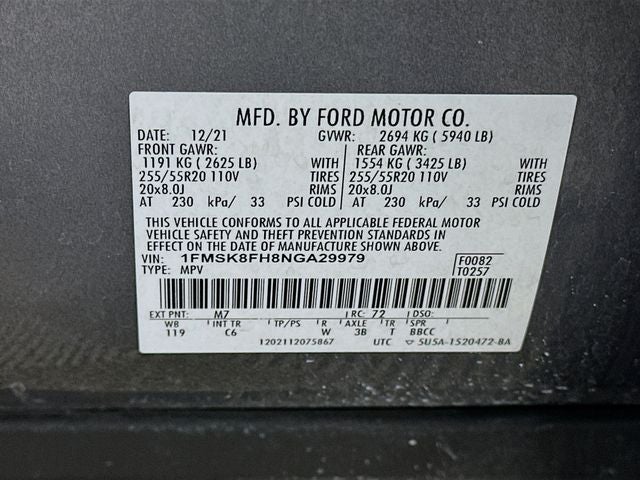 MFD. BY FORD MOTOR CO.
DATE: 12/21 GVWR: 2694 KG ( 5940 LB)
FRONT GAWR: REAR GAWR:
1191 KG ( 2625 LB) WITH 1554 KG ( 3425 LB) WITH
255/55R20 110V TIRES 255/55R20 110V TIRES
20x8.0J RIMS 20x8.0J RIMS
AT 230 kPa/ 33 PSI COLD AT 230 kPa/ 33 PSI COLD
THIS VEHICLE CONFORMS TO ALL APPLICABLE FEDERAL MOTOR
VEHICLE SAFETY AND THEFT PREVENTION STANDARDS IN
EFFECT ON THE DATE OF MANUFACTURE SHOWN ABOVE.
VIN: 1FMSK8FH8NGA29979 F0082
TYPE: MPV T0257
EXT PNT: M7 RC: 72 DSO:
WB INT TR TP/PS R AXLE TR SPR
119 C6 W 3B T BBCC
1202112075867 UTC 5U5A-1520472-BA